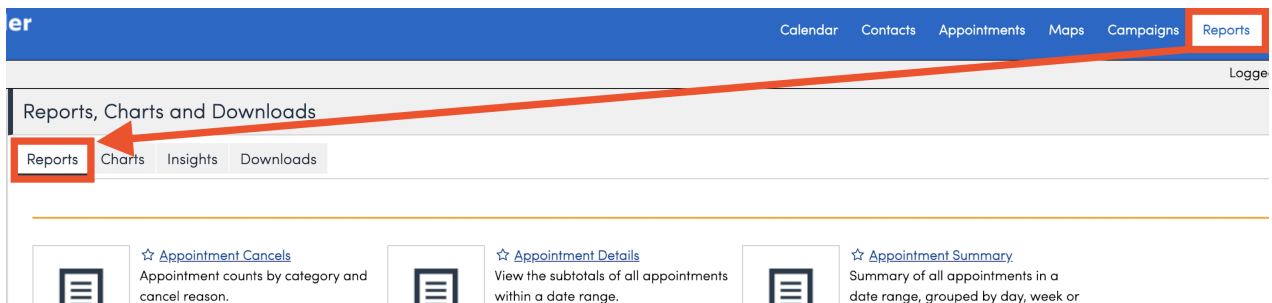 er
Calendar Contacts Appointments Maps Campaigns Reports
Logge
Reports, Charts and Downloads
Reports Charts Insights Downloads
Appointment Cancels
Appointment counts by category and
cancel reason.
Appointment Details
View the subtotals of all appointments
within a date range.
Appointment Summary
Summary of all appointments in a
date range, grouped by day, week or